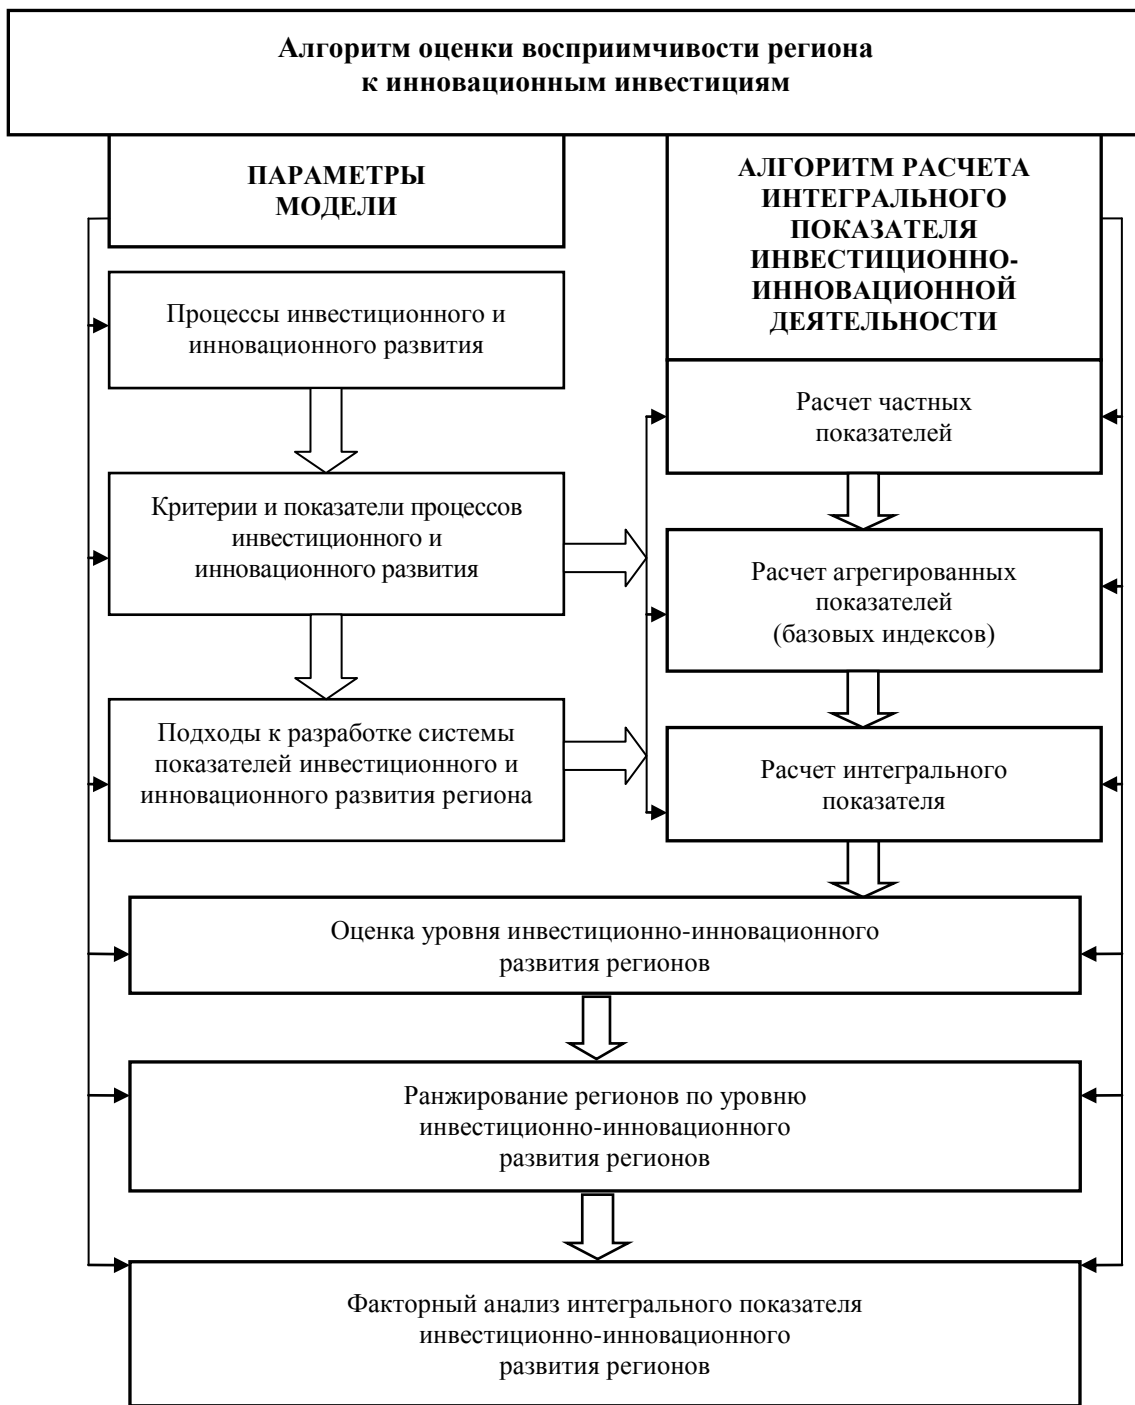 Алгоритм оценки восприимчивости региона
к инновационным инвестициям
ПАРАМЕТРЫ
МОДЕЛИ
Процессы инвестиционного и
инновационного развития
Критерии и показатели процессов
инвестиционного и
инновационного развития
Подходы к разработке системы
показателей инвестиционного и
инновационного развития региона
АЛГОРИТМ РАСЧЕТА
ИНТЕГРАЛЬНОГО
ПОКАЗАТЕЛЯ
ИНВЕСТИЦИОННО-
ИННОВАЦИОННОЙ
ДЕЯТЕЛЬНОСТИ
Расчет частных
показателей
Расчет агрегированных
показателей
(базовых индексов)
Расчет интегрального
показателя
Оценка уровня инвестиционно-инновационного
развития регионов
Ранжирование регионов по уровню
инвестиционно-инновационного
развития регионов
Факторный анализ интегрального показателя
инвестиционно-инновационного
развития регионов